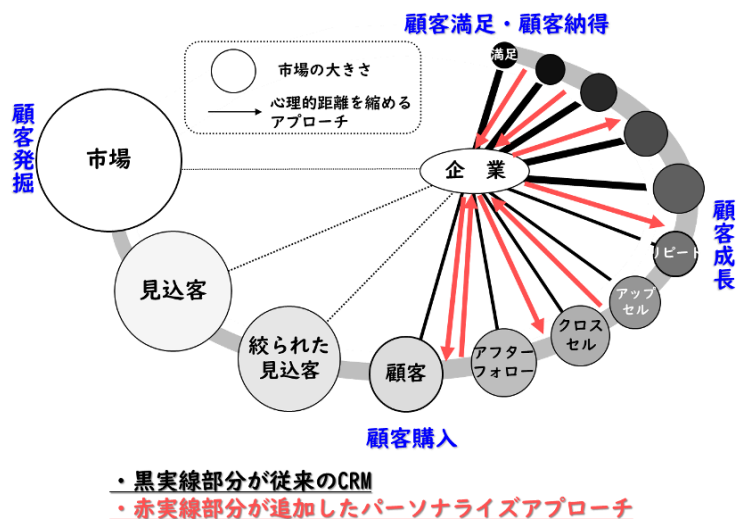 顧客満足・顧客納得
満足
市場の大きさ
心理的距離を縮める
アプローチ
顧客発掘
市場
企 業
顧客成長
見込客
リピート
アップ
セル
クロス
セル
絞られた
見込客
顧客
アフター
フォロー
顧客購入
・黒実線部分が従来のCRM
・赤実線部分が追加したパーソナライズアプローチ